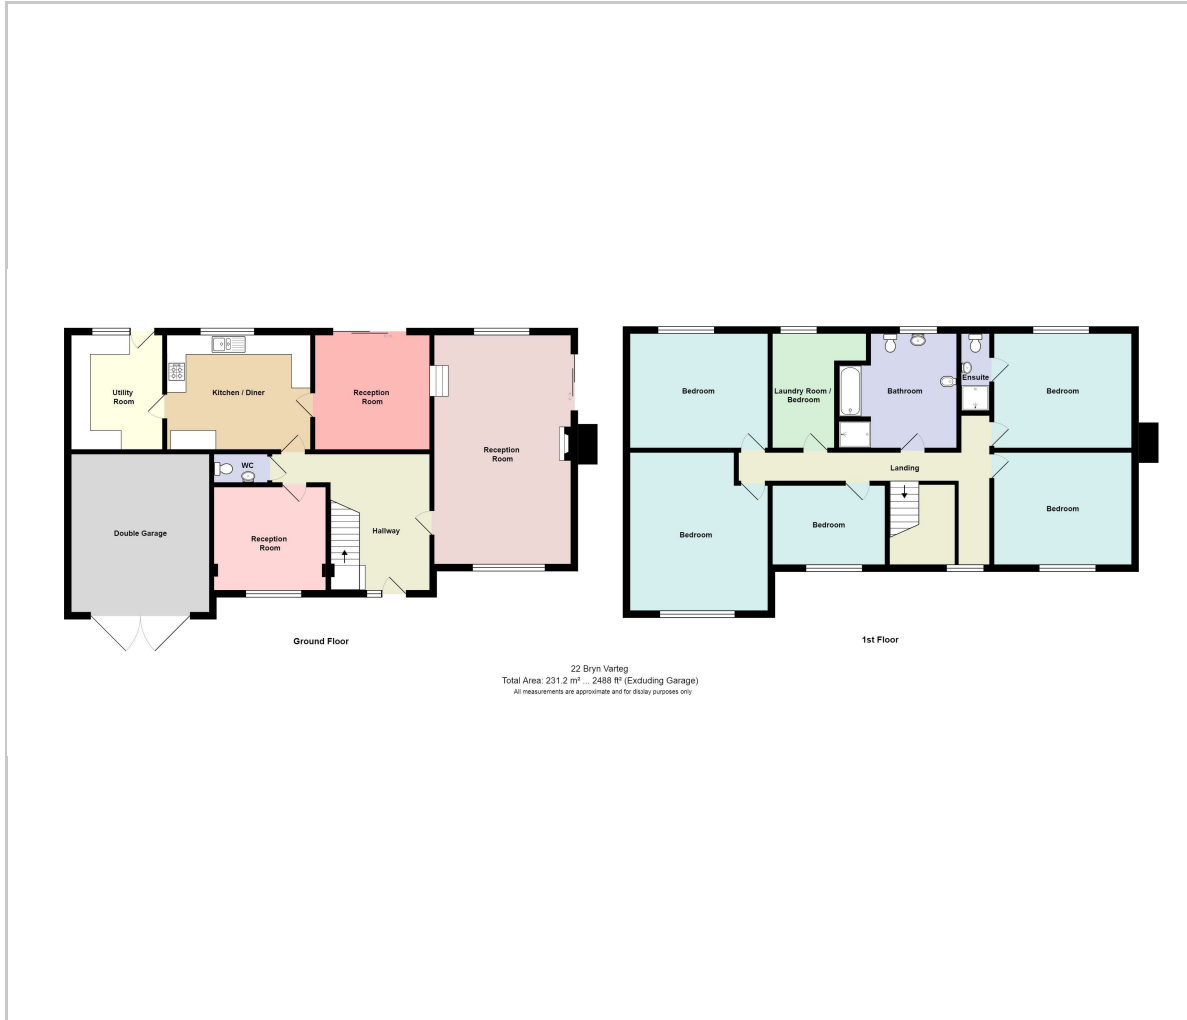 Utility
Room
Kitchen / Diner
Reception
Room
Reception
Room
WC
Double Garage
Reception
Room
Hallway
Ground Floor
Bedroom
Laundry Room /
Bedroom
Bathroom
Ensuite
Bedroom
Landing
Bedroom
Bedroom
Bedroom
1st Floor
22 Bryn Varteg
Total Area: 231.2 m² ... 2488 ft² (Excluding Garage)
All measurements are approximate and for display purposes only